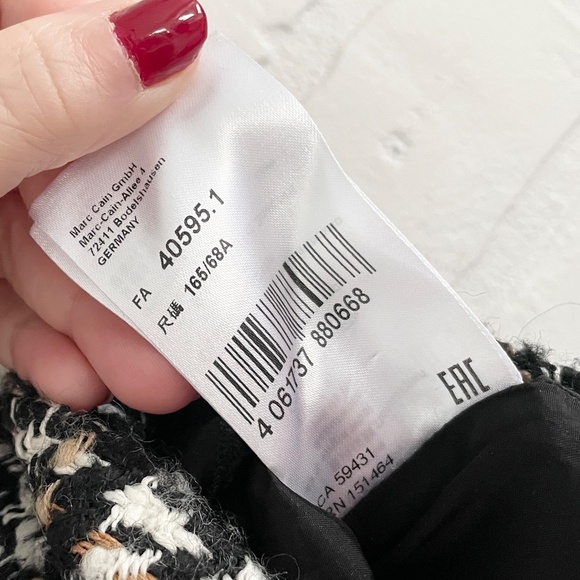 Marc Cain GmbH
Marc-Cain-Allee 4
72411 Bodelshausen
GERMANY
FA 40595.1
尺碼 165/68A
4 061737 880668
EAC
CA 59431
RN 151464